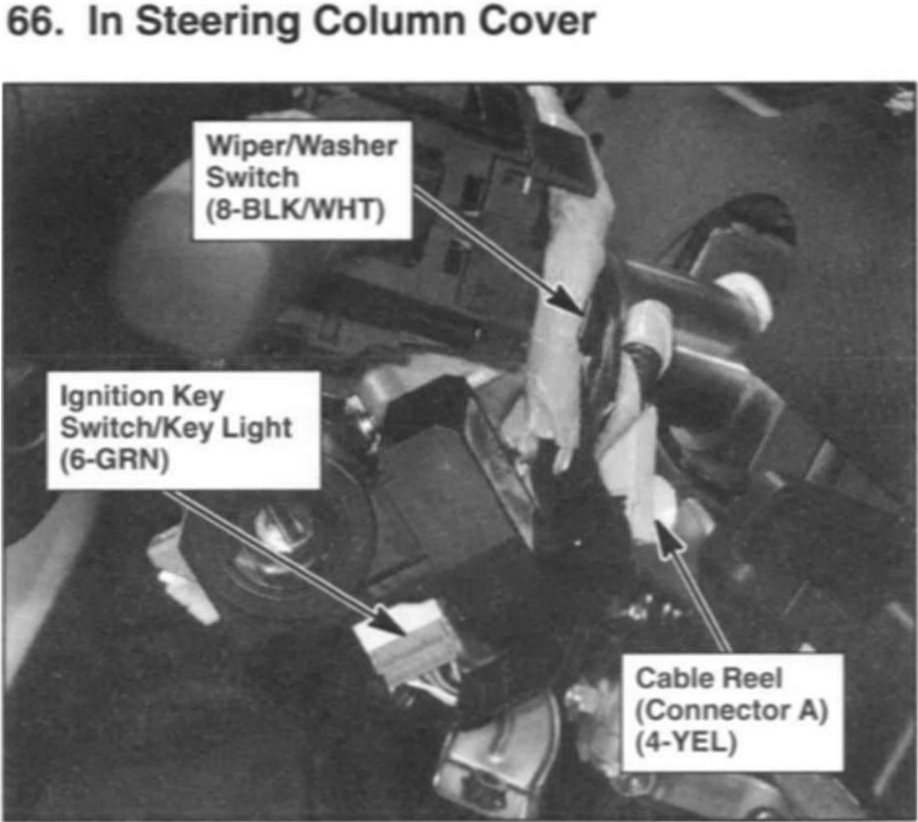 66. In Steering Column Cover
Wiper/Washer
Switch
(8-BLK/WHT)
Ignition Key
Switch/Key Light
(6-GRN)
Cable Reel
(Connector A)
(4-YEL)